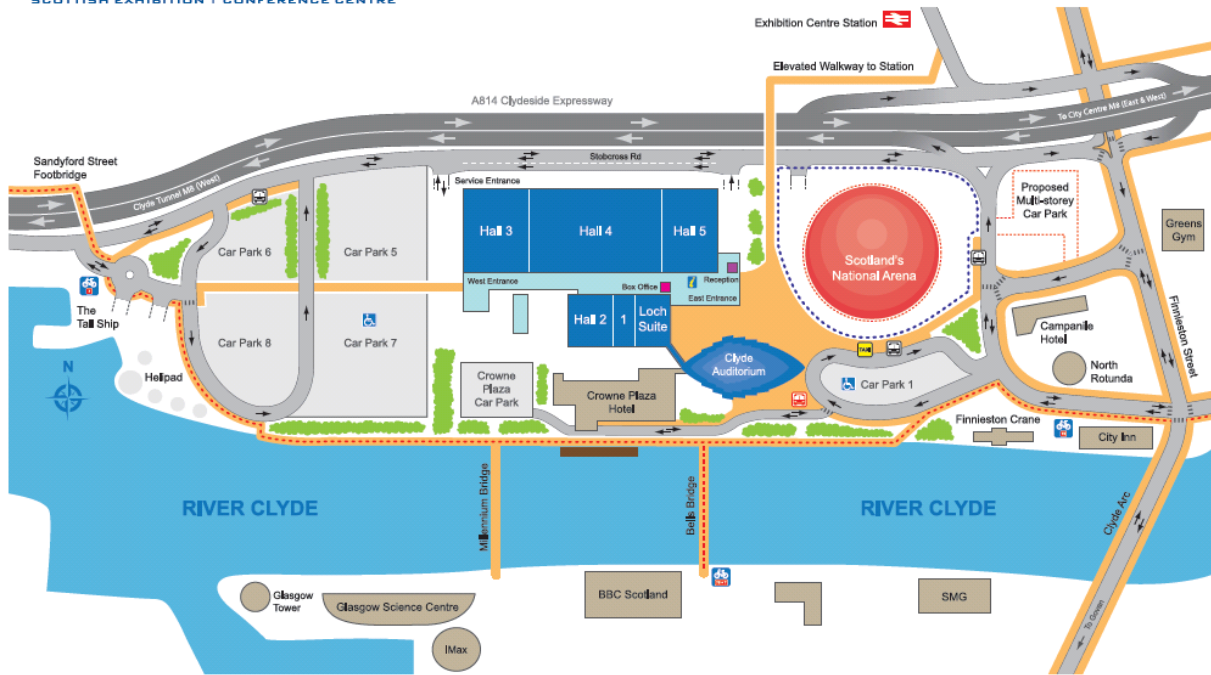 SCOTTISH EXHIBITION + CONFERENCE CENTRE
Exhibition Centre Station
Elevated Walkway to Station
A814 Clydeside Expressway
To City Centre M8 (East & West)
Sandyford Street
Footbridge
Stobcross Rd
Clyde Tunnel M8 (West)
Service Entrance
Proposed
Multi-storey
Car Park
Greens
Gym
Hall 3
Hall 4
Hall 5
Car Park 6
Car Park 5
Scotland's
National Arena
West Entrance
Reception
Box Office
East Entrance
The
Tall Ship
Hall 2
1
Loch
Suite
Finnieston Street
Campanile
Hotel
Car Park 8
Car Park 7
TAXI
Clyde
Auditorium
N
Helipad
North
Rotunda
Crowne
Plaza
Car Park
Car Park 1
Crowne Plaza
Hotel
Finnieston Crane
City Inn
RIVER CLYDE
Millennium Bridge
Bells Bridge
RIVER CLYDE
Clyde Arc
Glasgow
Tower
Glasgow Science Centre
BBC Scotland
SMG
To Govan
IMax